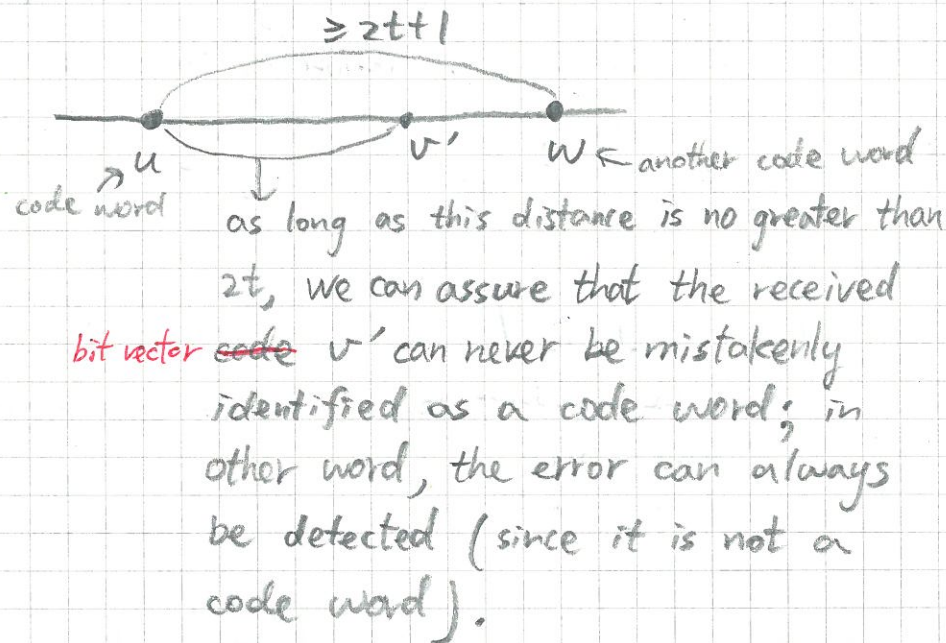 ≥ 2t+1
u
v'
w ← another code word
code word
as long as this distance is no greater than
2t, we can assure that the received
bit vector code v' can never be mistakenly
identified as a code word; in
other word, the error can always
be detected (since it is not a
code word).